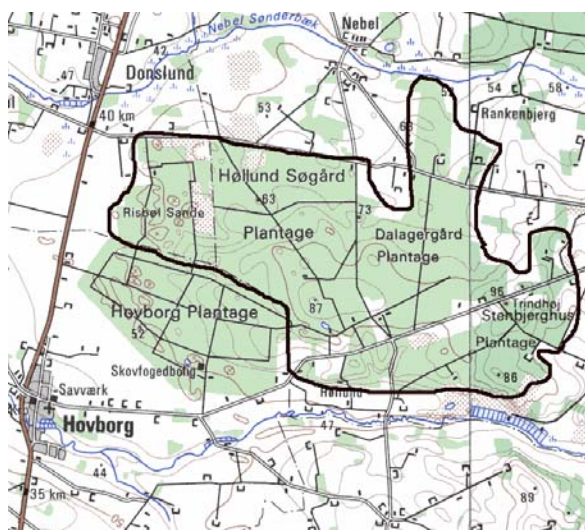 Nebel
Nebel Sønderbæk
42
47
Donslund
54
58
53
Rankenbjerg
40 km
Høllund Søgård
63
Risbøl Sande
73
Plantage
Dalagergård
Plantage
96
Trindhøj
87
Hovborg Plantage
Stenbjerghus
52
Plantage
Skovfogedbolig
86
Savværk
Høllund
47
Hovborg
44
35 km
50
89